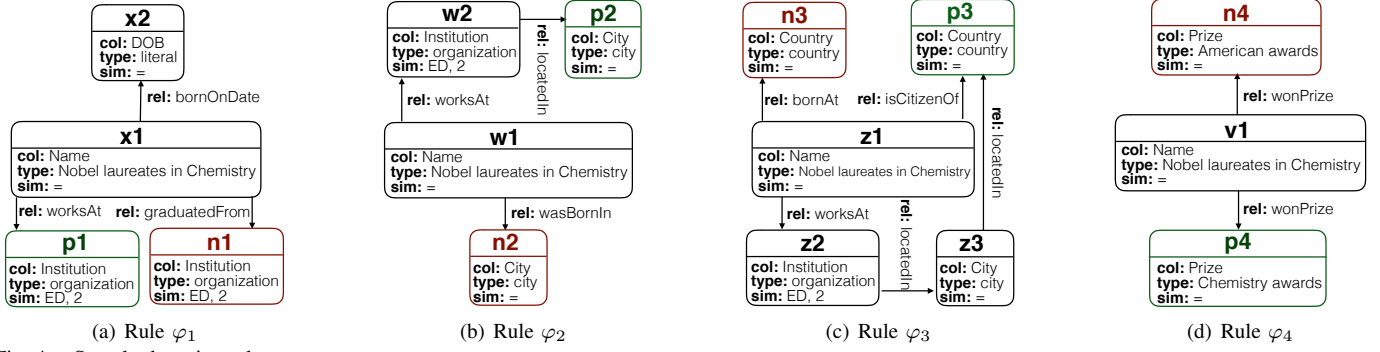 x2
col: DOB
type: literal
sim: =
rel: bornOnDate
x1
col: Name
type: Nobel laureates in Chemistry
sim: =
rel: worksAt
rel: graduatedFrom
p1
col: Institution
type: organization
sim: ED, 2
n1
col: Institution
type: organization
sim: ED, 2
(a) Rule φ1
w2
col: Institution
type: organization
sim: ED, 2
rel: locatedIn
p2
col: City
type: city
sim: =
rel: worksAt
w1
col: Name
type: Nobel laureates in Chemistry
sim: =
rel: wasBornIn
n2
col: City
type: city
sim: =
(b) Rule φ2
n3
col: Country
type: country
sim: =
p3
col: Country
type: country
sim: =
rel: bornAt
rel: isCitizenOf
rel: locatedIn
z1
col: Name
type: Nobel laureates in Chemistry
sim: =
rel: worksAt
rel: locatedIn
z2
col: Institution
type: organization
sim: ED, 2
z3
col: City
type: city
sim: =
(c) Rule φ3
n4
col: Prize
type: American awards
sim: =
rel: wonPrize
v1
col: Name
type: Nobel laureates in Chemistry
sim: =
rel: wonPrize
p4
col: Prize
type: Chemistry awards
sim: =
(d) Rule φ4